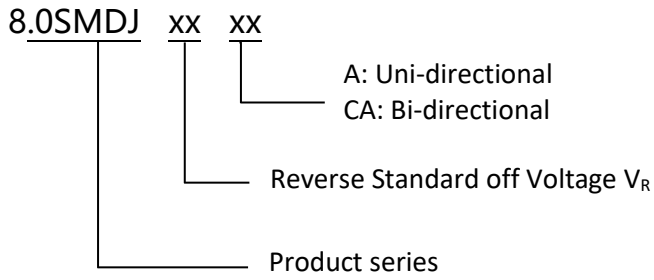 8.0SMDJ xx xx
A: Uni-directional
CA: Bi-directional
Reverse Standard off Voltage VR
Product series